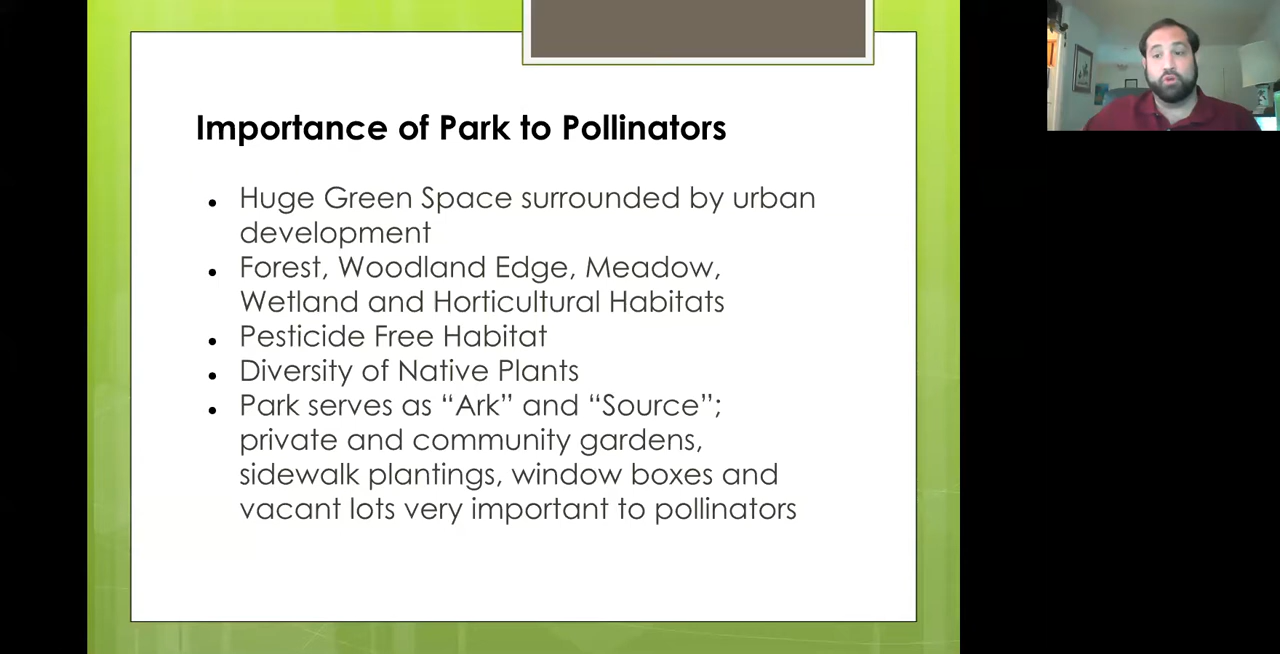 Importance of Park to Pollinators
• Huge Green Space surrounded by urban
development
• Forest, Woodland Edge, Meadow,
Wetland and Horticultural Habitats
• Pesticide Free Habitat
• Diversity of Native Plants
• Park serves as “Ark” and “Source”;
private and community gardens,
sidewalk plantings, window boxes and
vacant lots very important to pollinators